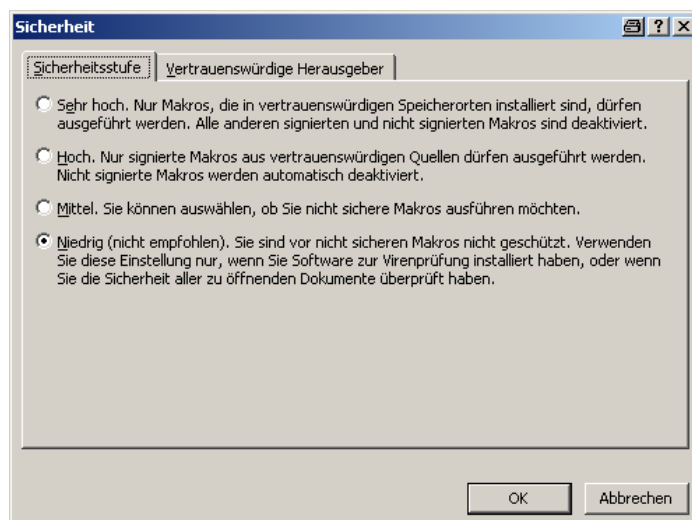 Sicherheit
Sicherheitsstufe Vertrauenswürdige Herausgeber
Sehr hoch. Nur Makros, die in vertrauenswürdigen Speicherorten installiert sind, dürfen
ausgeführt werden. Alle anderen signierten und nicht signierten Makros sind deaktiviert.
Hoch. Nur signierte Makros aus vertrauenswürdigen Quellen dürfen ausgeführt werden.
Nicht signierte Makros werden automatisch deaktiviert.
Mittel. Sie können auswählen, ob Sie nicht sichere Makros ausführen möchten.
Niedrig (nicht empfohlen). Sie sind vor nicht sicheren Makros nicht geschützt. Verwenden
Sie diese Einstellung nur, wenn Sie Software zur Virenprüfung installiert haben, oder wenn
Sie die Sicherheit aller zu öffnenden Dokumente überprüft haben.
OK Abbrechen